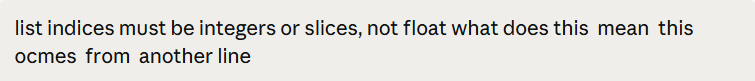 list indices must be integers or slices, not float what does this mean this
ocmes from another line